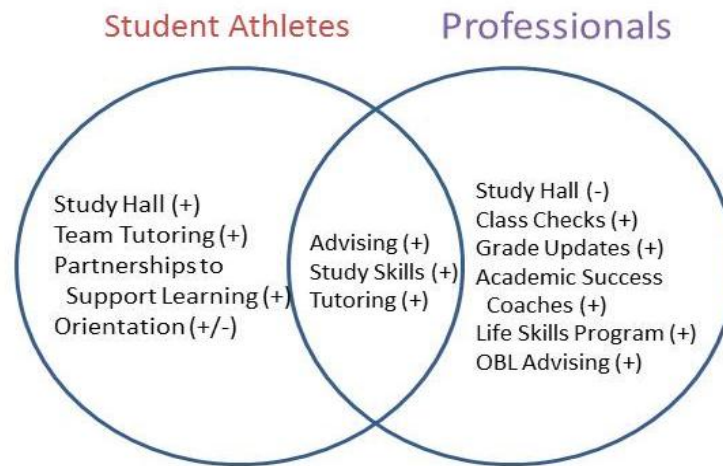 Student Athletes
Professionals
Study Hall (+)
Team Tutoring (+)
Partnerships to
Support Learning (+)
Orientation (+/-)
Advising (+)
Study Skills (+)
Tutoring (+)
Study Hall (-)
Class Checks (+)
Grade Updates (+)
Academic Success
Coaches (+)
Life Skills Program (+)
OBL Advising (+)